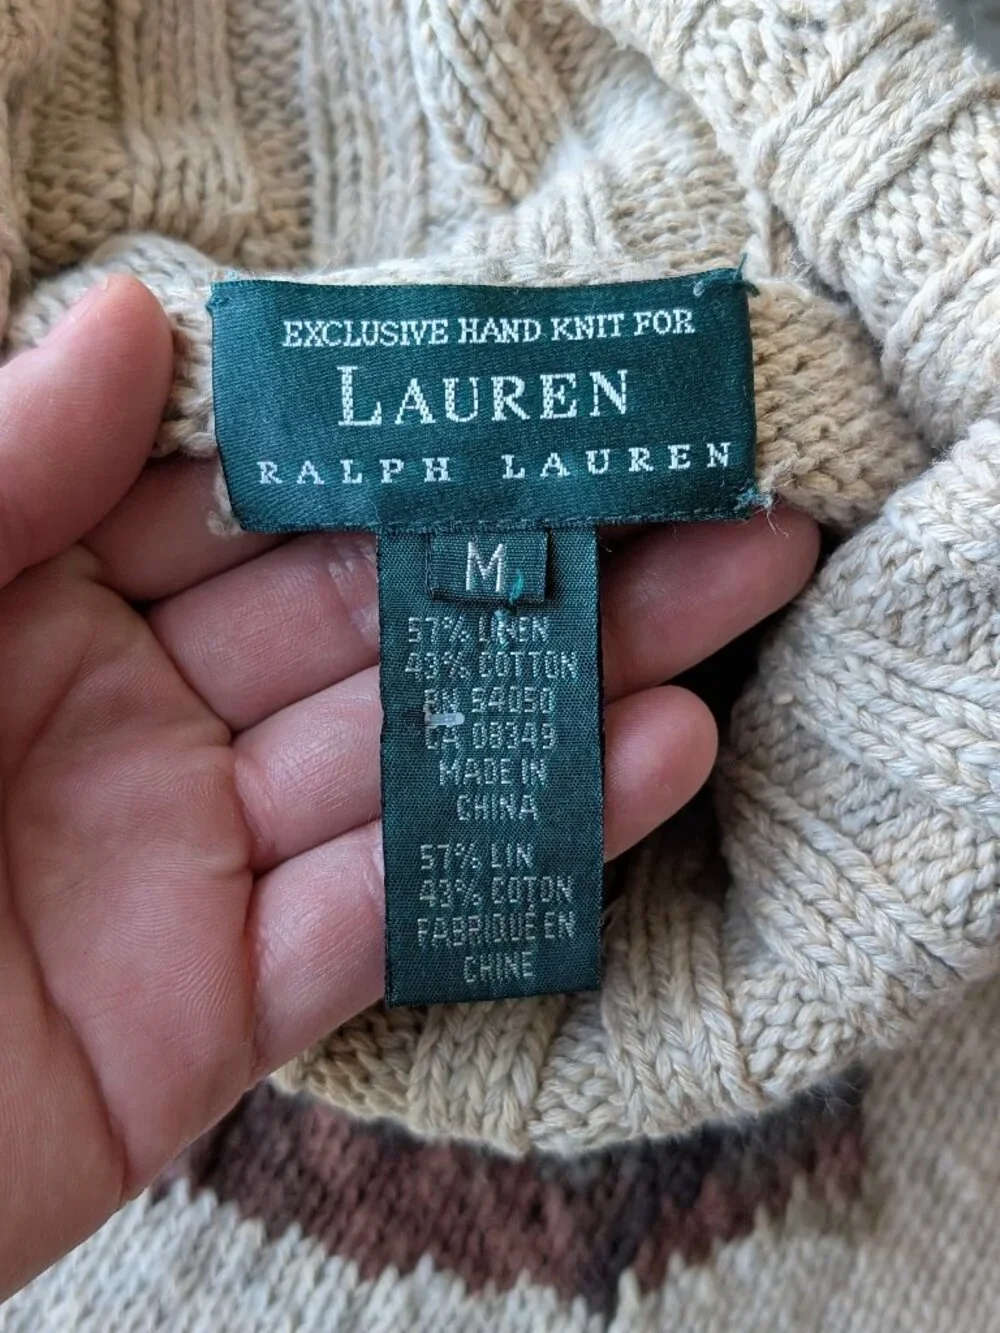 EXCLUSIVE HAND KNIT FOR
LAUREN
RALPH LAUREN
M
57% LINEN
43% COTTON
RN 54050
CA 08349
MADE IN
CHINA
57% LIN
43% COTON
FABRIQUÉ EN
CHINE